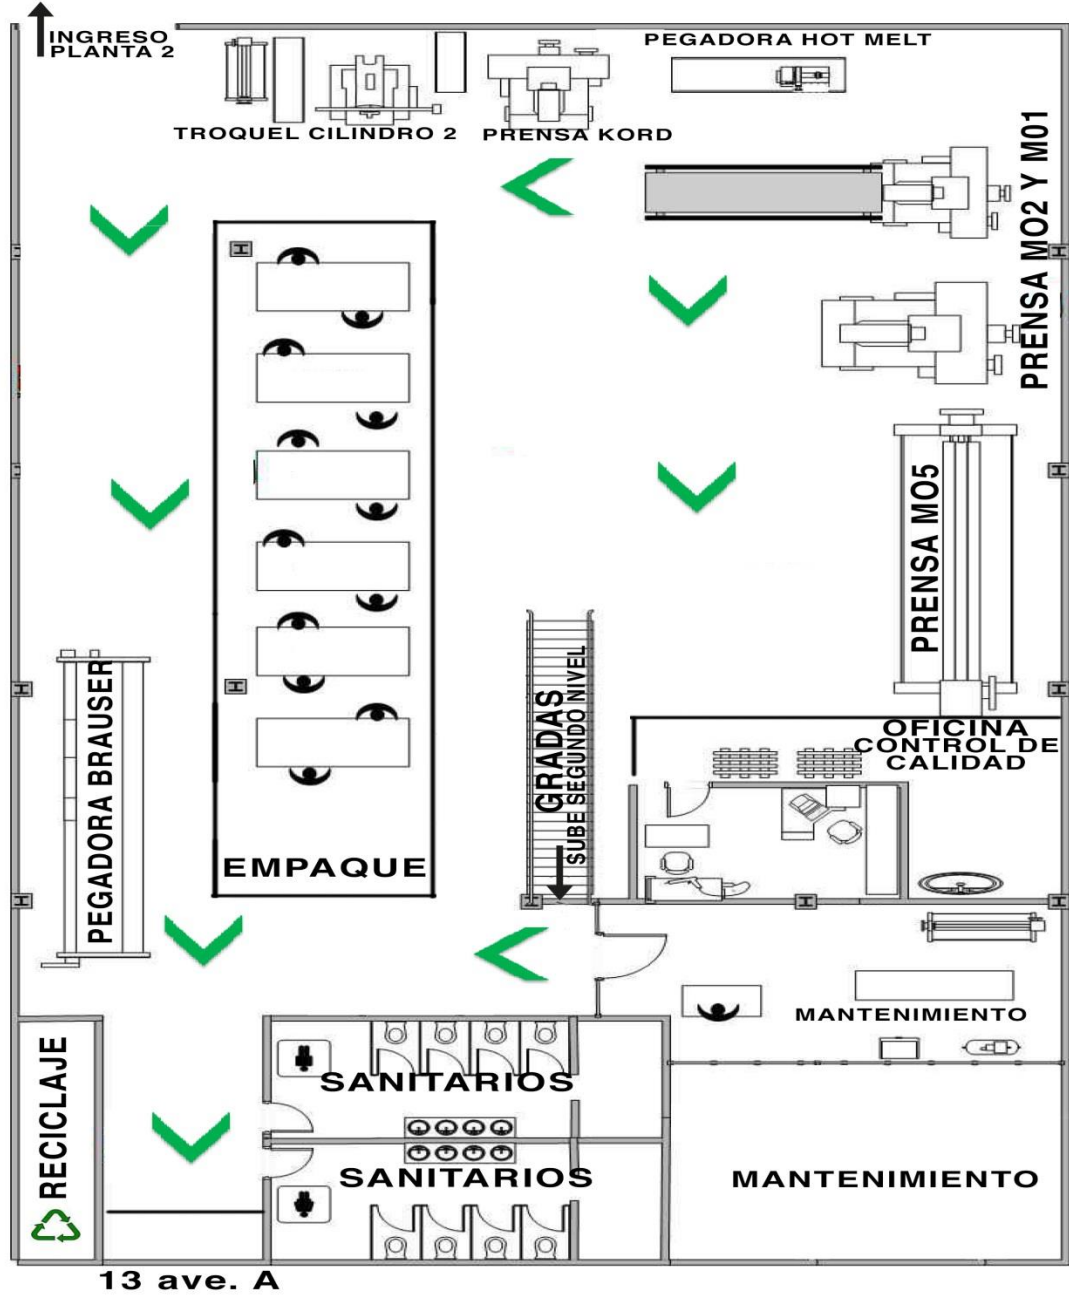 INGRESO
PLANTA 2
PEGADORA HOT MELT
TROQUEL CILINDRO 2
PRENSA KORD
PRENSA MO2 Y M01
PRENSA MO5
PEGADORA BRAUSER
GRADAS
SUBE SEGUNDO NIVEL
OFICINA
CONTROL DE
CALIDAD
EMPAQUE
MANTENIMIENTO
SANITARIOS
RECICLAJE
SANITARIOS
MANTENIMIENTO
13 ave. A